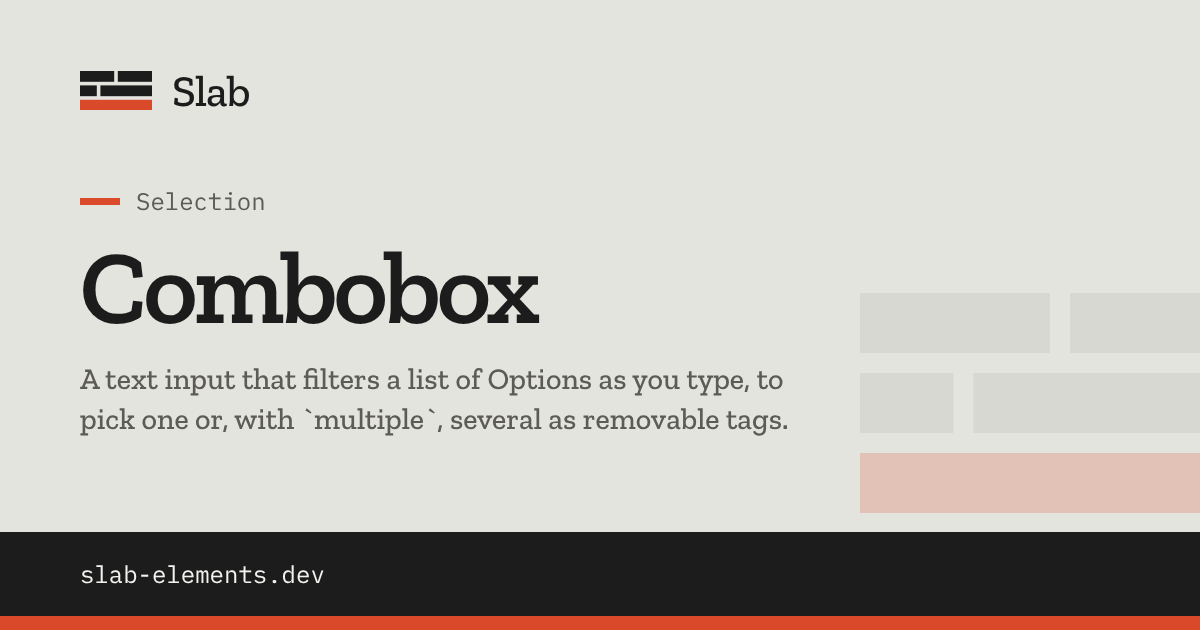 Slab
Selection
Combobox
A text input that filters a list of Options as you type, to
pick one or, with `multiple`, several as removable tags.
slab-elements.dev